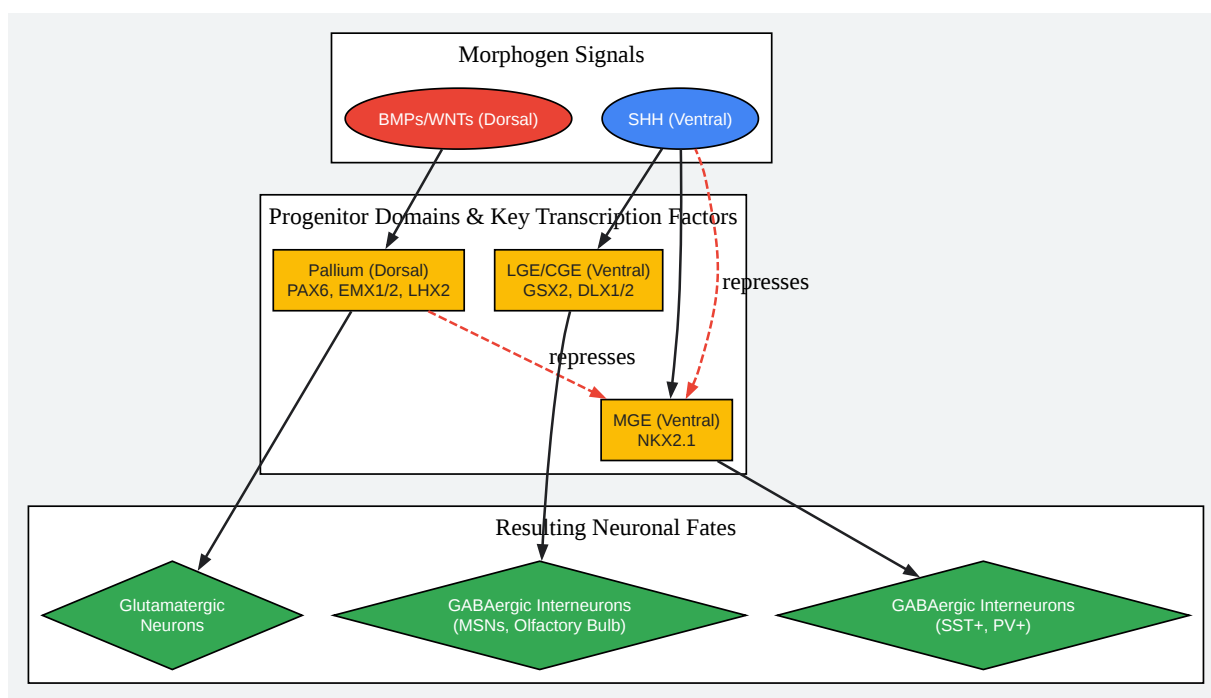 Morphogen Signals
BMPs/WNTs (Dorsal)
SHH (Ventral)
Progenitor Domains & Key Transcription Factors
Pallium (Dorsal)
PAX6, EMX1/2, LHX2
LGE/CGE (Ventral)
GSX2, DLX1/2
represses
represses
MGE (Ventral)
NKX2.1
Resulting Neuronal Fates
Glutamatergic
Neurons
GABAergic Interneurons
(MSNs, Olfactory Bulb)
GABAergic Interneurons
(SST+, PV+)